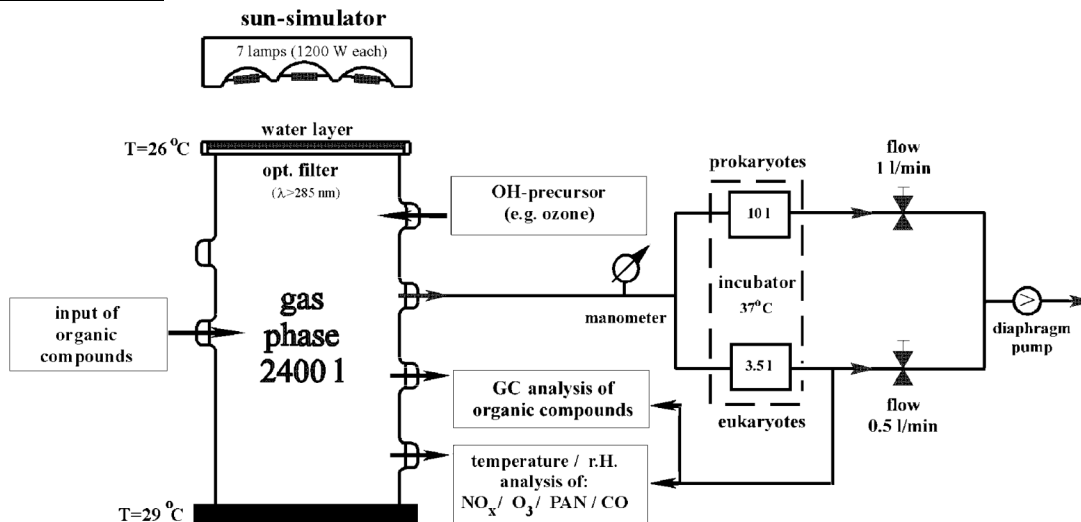 sun-simulator
7 lamps (1200 W each)
water layer
T=26 °C
opt. filter
(λ>285 nm)
OH-precursor
(e.g. ozone)
prokaryotes
flow
1 l/min
10 l
input of
organic
compounds
gas
phase
2400 l
manometer
incubator
37°C
diaphragm
pump
3.5 l
GC analysis of
organic compounds
eukaryotes
flow
0.5 l/min
temperature / r.H.
analysis of:
NOx/ O3/ PAN / CO
T=29 °C